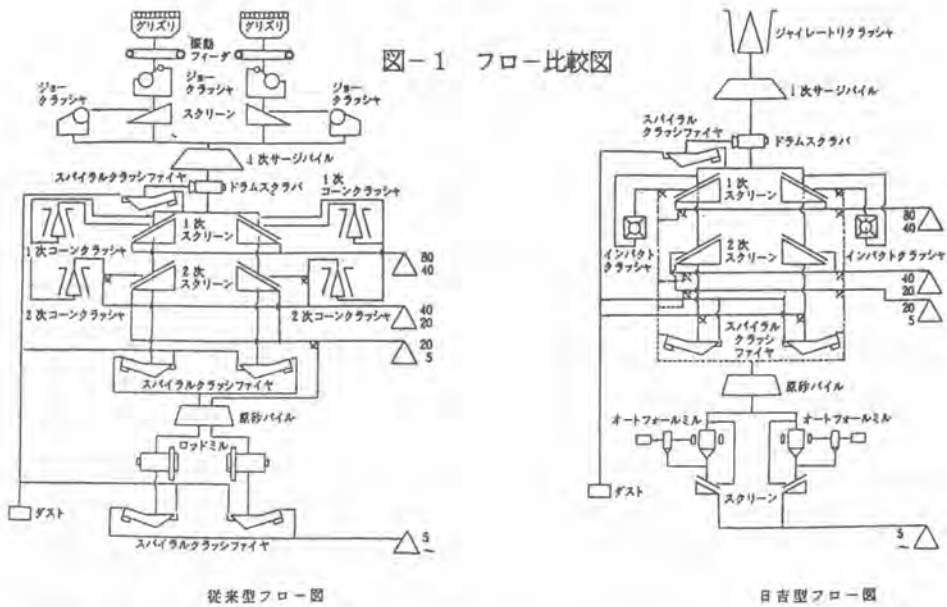 図－1 フロー比較図
グリズリ
グリズリ
振動
フィーダ
ジョー
クラッシャ
ジョー
クラッシャ
ジョー
クラッシャ
ジョー
クラッシャ
スクリーン
1次サージパイル
スパイラルクラッシファイヤ
ドラムスクラバ
1次
コーンクラッシャ
1次
スクリーン
1次コーンクラッシャ
80
40
2次
スクリーン
2次コーンクラッシャ
2次コーンクラッシャ
40
20
20
5
スパイラルクラッシファイヤ
原砂パイル
ロッドミル
ダスト
スパイラルクラッシファイヤ
5
～
従来型フロー図
ジャイレートリクラッシャ
1次サージパイル
スパイラル
クラッシファイヤ
ドラムスクラバ
1次
スクリーン
80
40
インパクト
クラッシャ
2次
スクリーン
インパクトクラッシャ
40
20
20
5
スパイラル
クラッシ
ファイヤ
原砂パイル
オートフォールミル
オートフォールミル
スクリーン
ダスト
5
～
日吉型フロー図